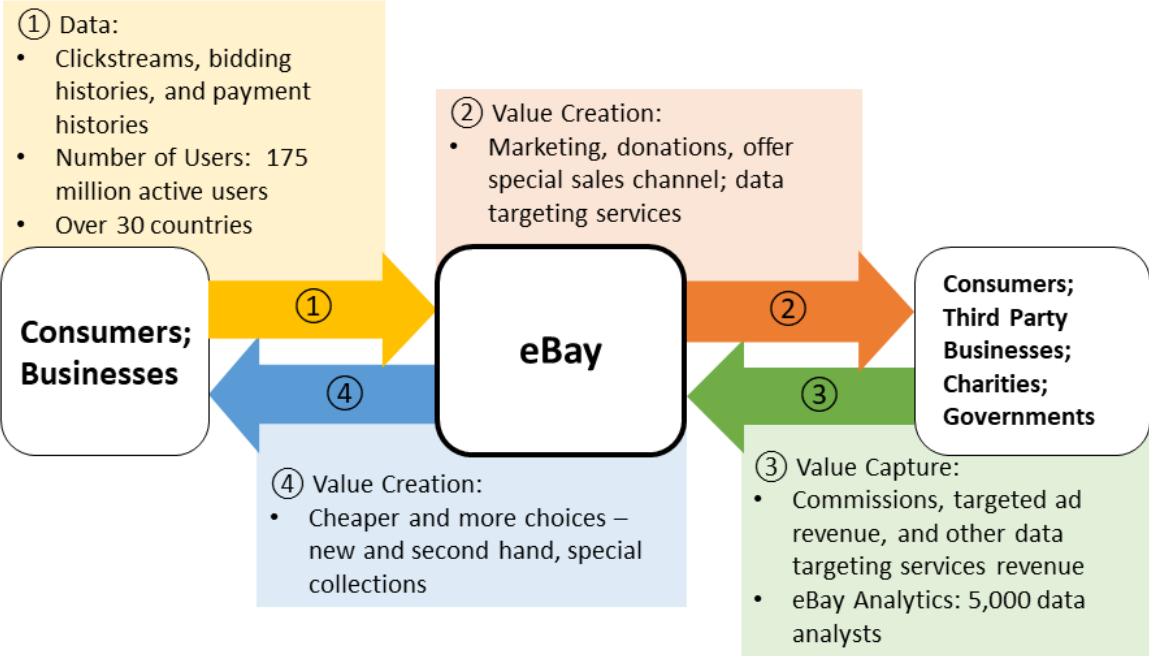 ① Data:
• Clickstreams, bidding
histories, and payment
histories
• Number of Users: 175
million active users
• Over 30 countries
② Value Creation:
• Marketing, donations, offer
special sales channel; data
targeting services
Consumers;
Businesses
①
④
eBay
②
③
Consumers;
Third Party
Businesses;
Charities;
Governments
④ Value Creation:
• Cheaper and more choices –
new and second hand, special
collections
③ Value Capture:
• Commissions, targeted ad
revenue, and other data
targeting services revenue
• eBay Analytics: 5,000 data
analysts